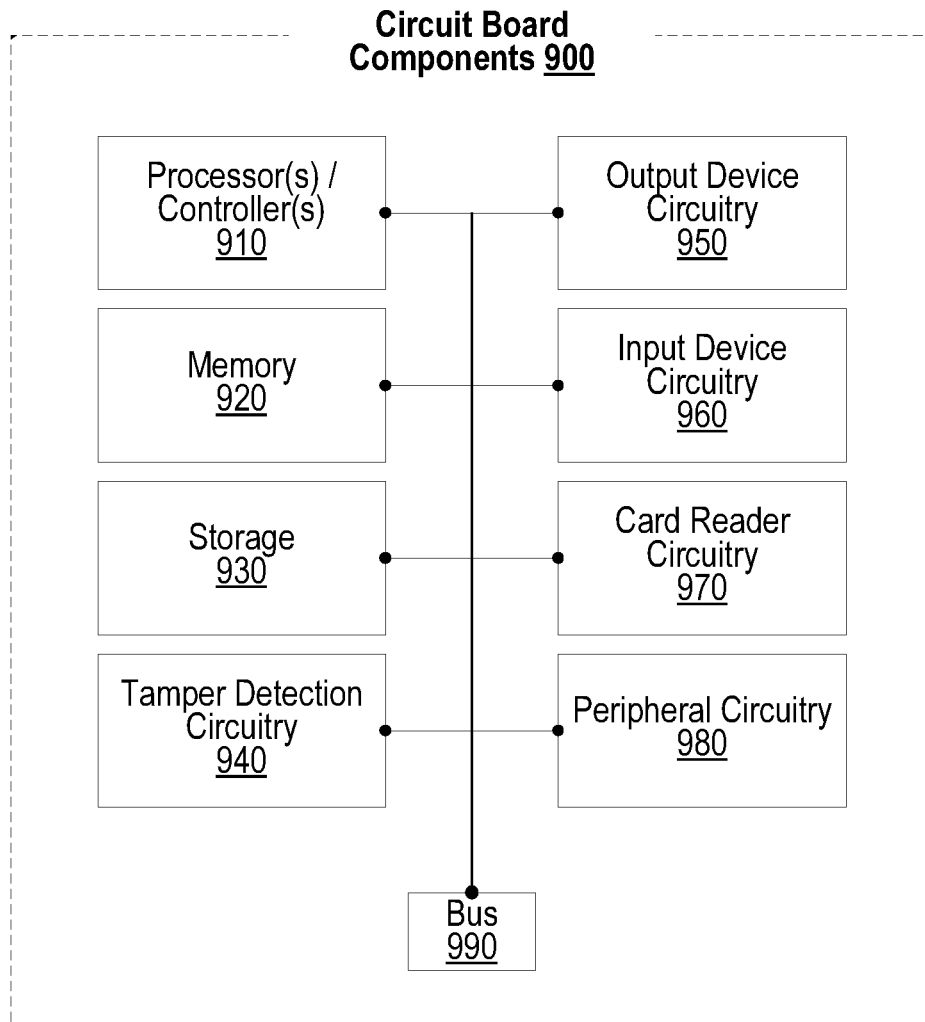 Circuit Board
Components 900
Processor(s) /
Controller(s)
910
Output Device
Circuitry
950
Memory
920
Input Device
Circuitry
960
Storage
930
Card Reader
Circuitry
970
Tamper Detection
Circuitry
940
Peripheral Circuitry
980
Bus
990